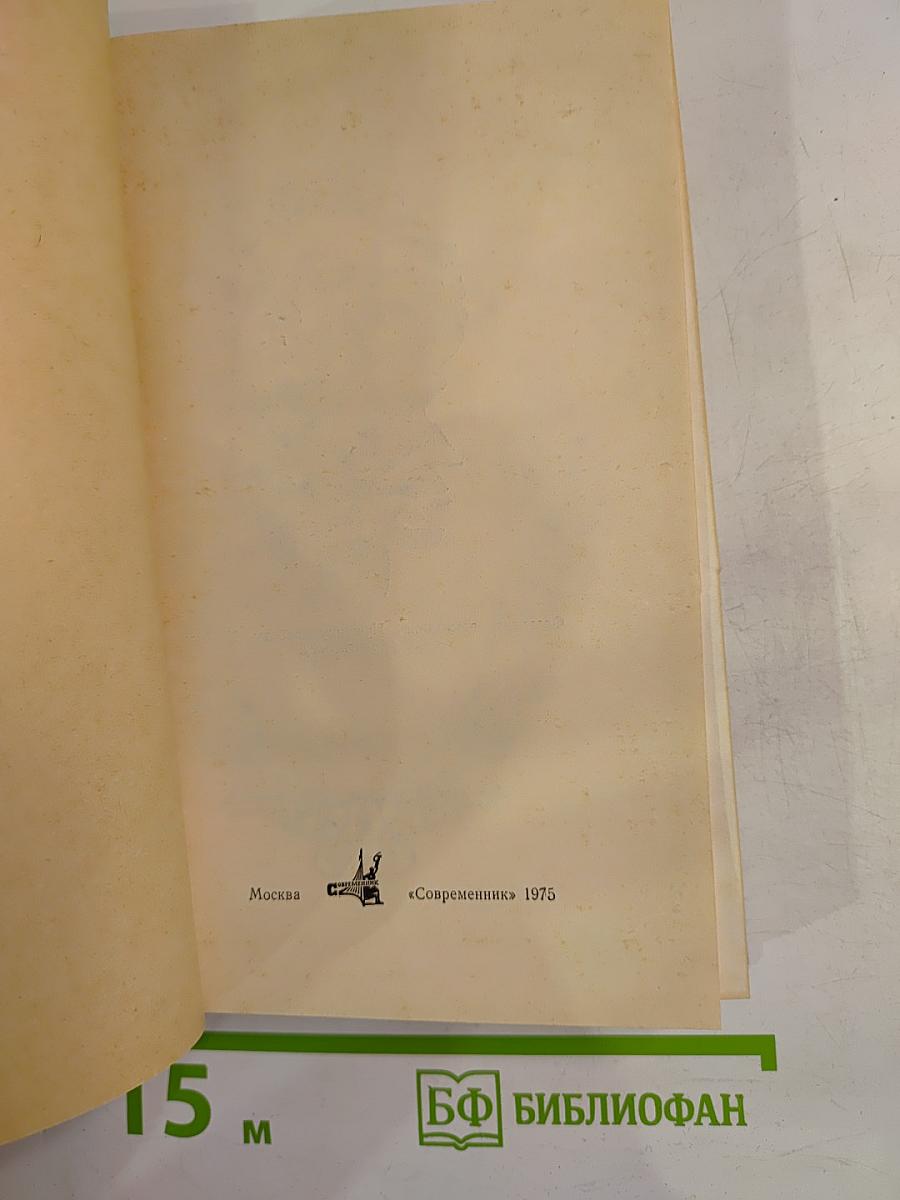 Москва СОВРЕМЕННИК «Современник» 1975
15 м БФ БИБЛИОФАН